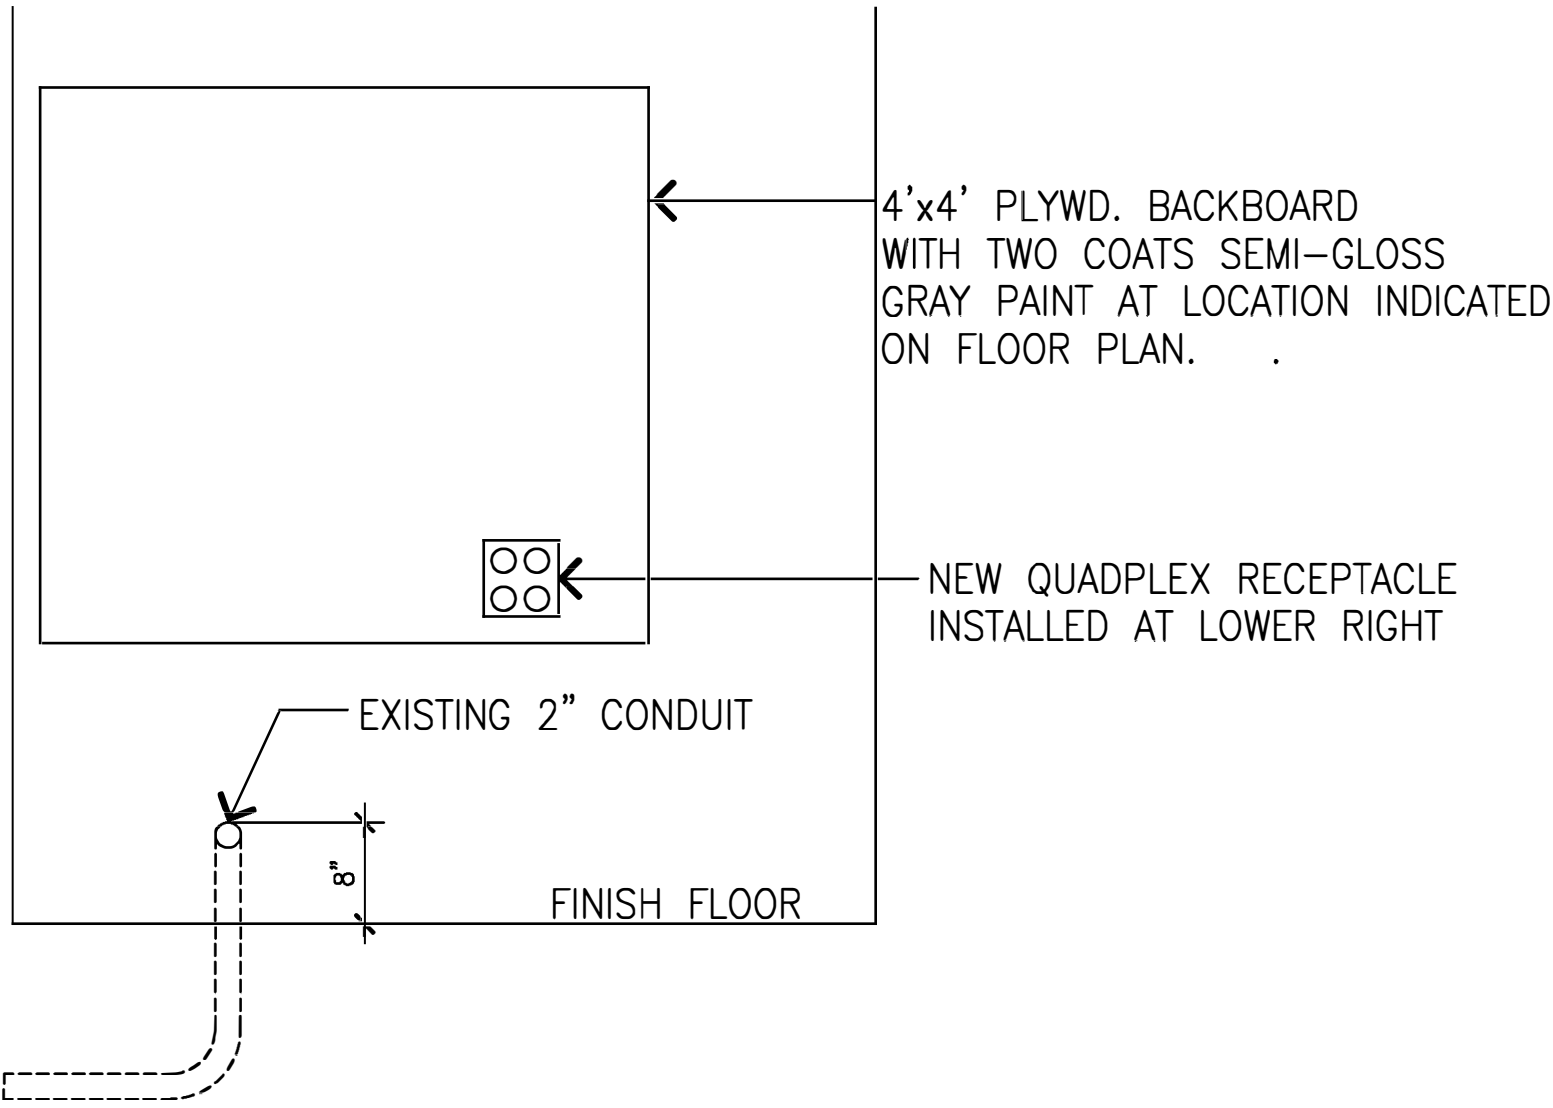 4'x4' PLYWD. BACKBOARD
WITH TWO COATS SEMI-GLOSS
GRAY PAINT AT LOCATION INDICATED
ON FLOOR PLAN. .
NEW QUADPLEX RECEPTACLE
INSTALLED AT LOWER RIGHT
EXISTING 2" CONDUIT
8"
FINISH FLOOR